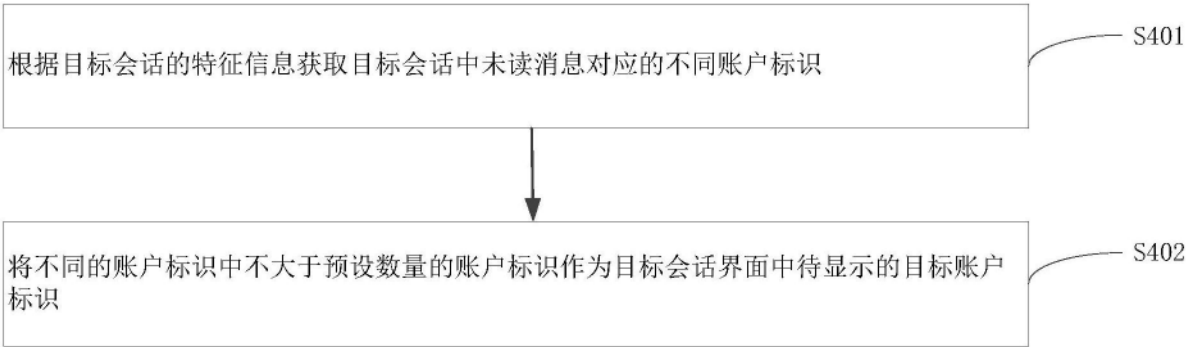 根据目标会话的特征信息获取目标会话中未读消息对应的不同账户标识
S401
将不同的账户标识中不大于预设数量的账户标识作为目标会话界面中待显示的目标账户
标识
S402